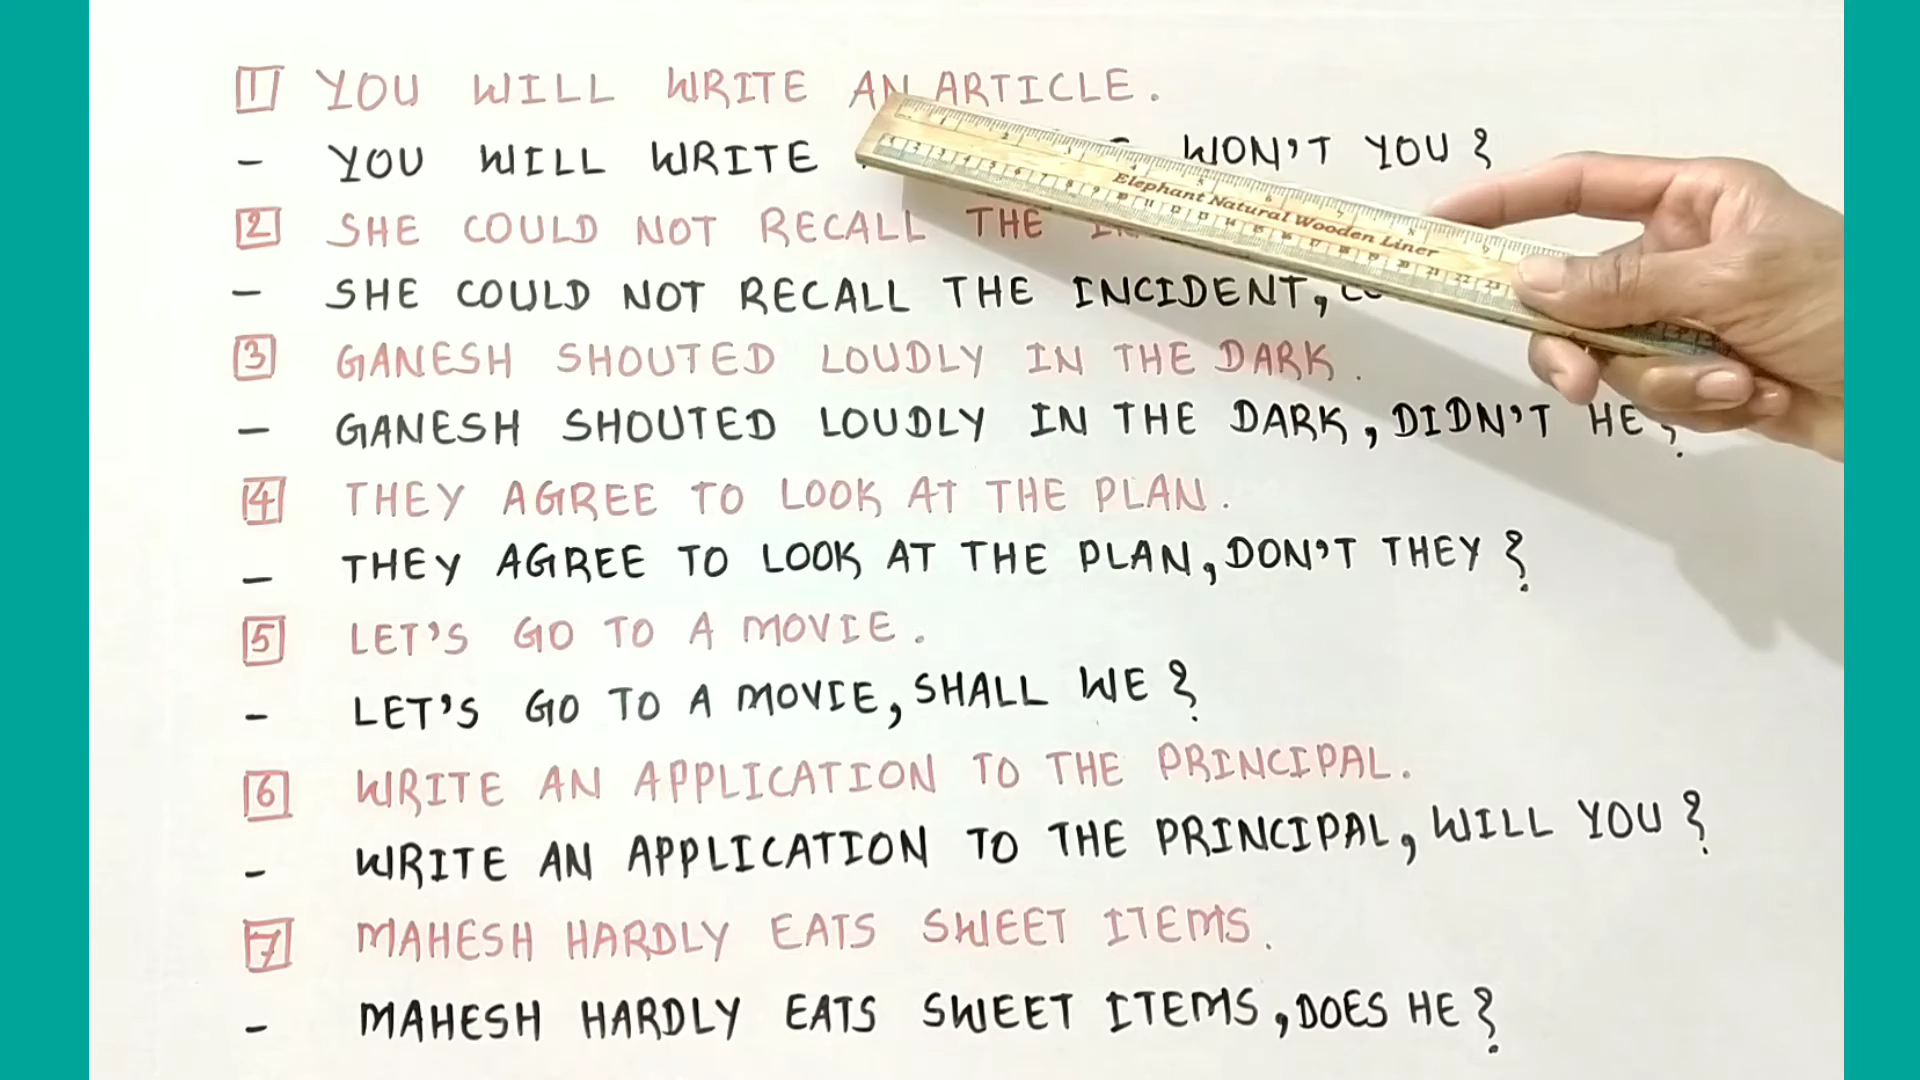 1 YOU WILL WRITE AN ARTICLE.
- YOU WILL WRITE WON'T YOU?
2 SHE COULD NOT RECALL THE
- SHE COULD NOT RECALL THE INCIDENT,
3 GANESH SHOUTED LOUDLY IN THE DARK.
- GANESH SHOUTED LOUDLY IN THE DARK, DIDN'T HE?
4 THEY AGREE TO LOOK AT THE PLAN.
- THEY AGREE TO LOOK AT THE PLAN, DON'T THEY?
5 LET'S GO TO A MOVIE.
- LET'S GO TO A MOVIE, SHALL WE?
6 WRITE AN APPLICATION TO THE PRINCIPAL.
- WRITE AN APPLICATION TO THE PRINCIPAL, WILL YOU?
7 MAHESH HARDLY EATS SWEET ITEMS.
- MAHESH HARDLY EATS SWEET ITEMS, DOES HE?
Elephant Natural Wooden Liner